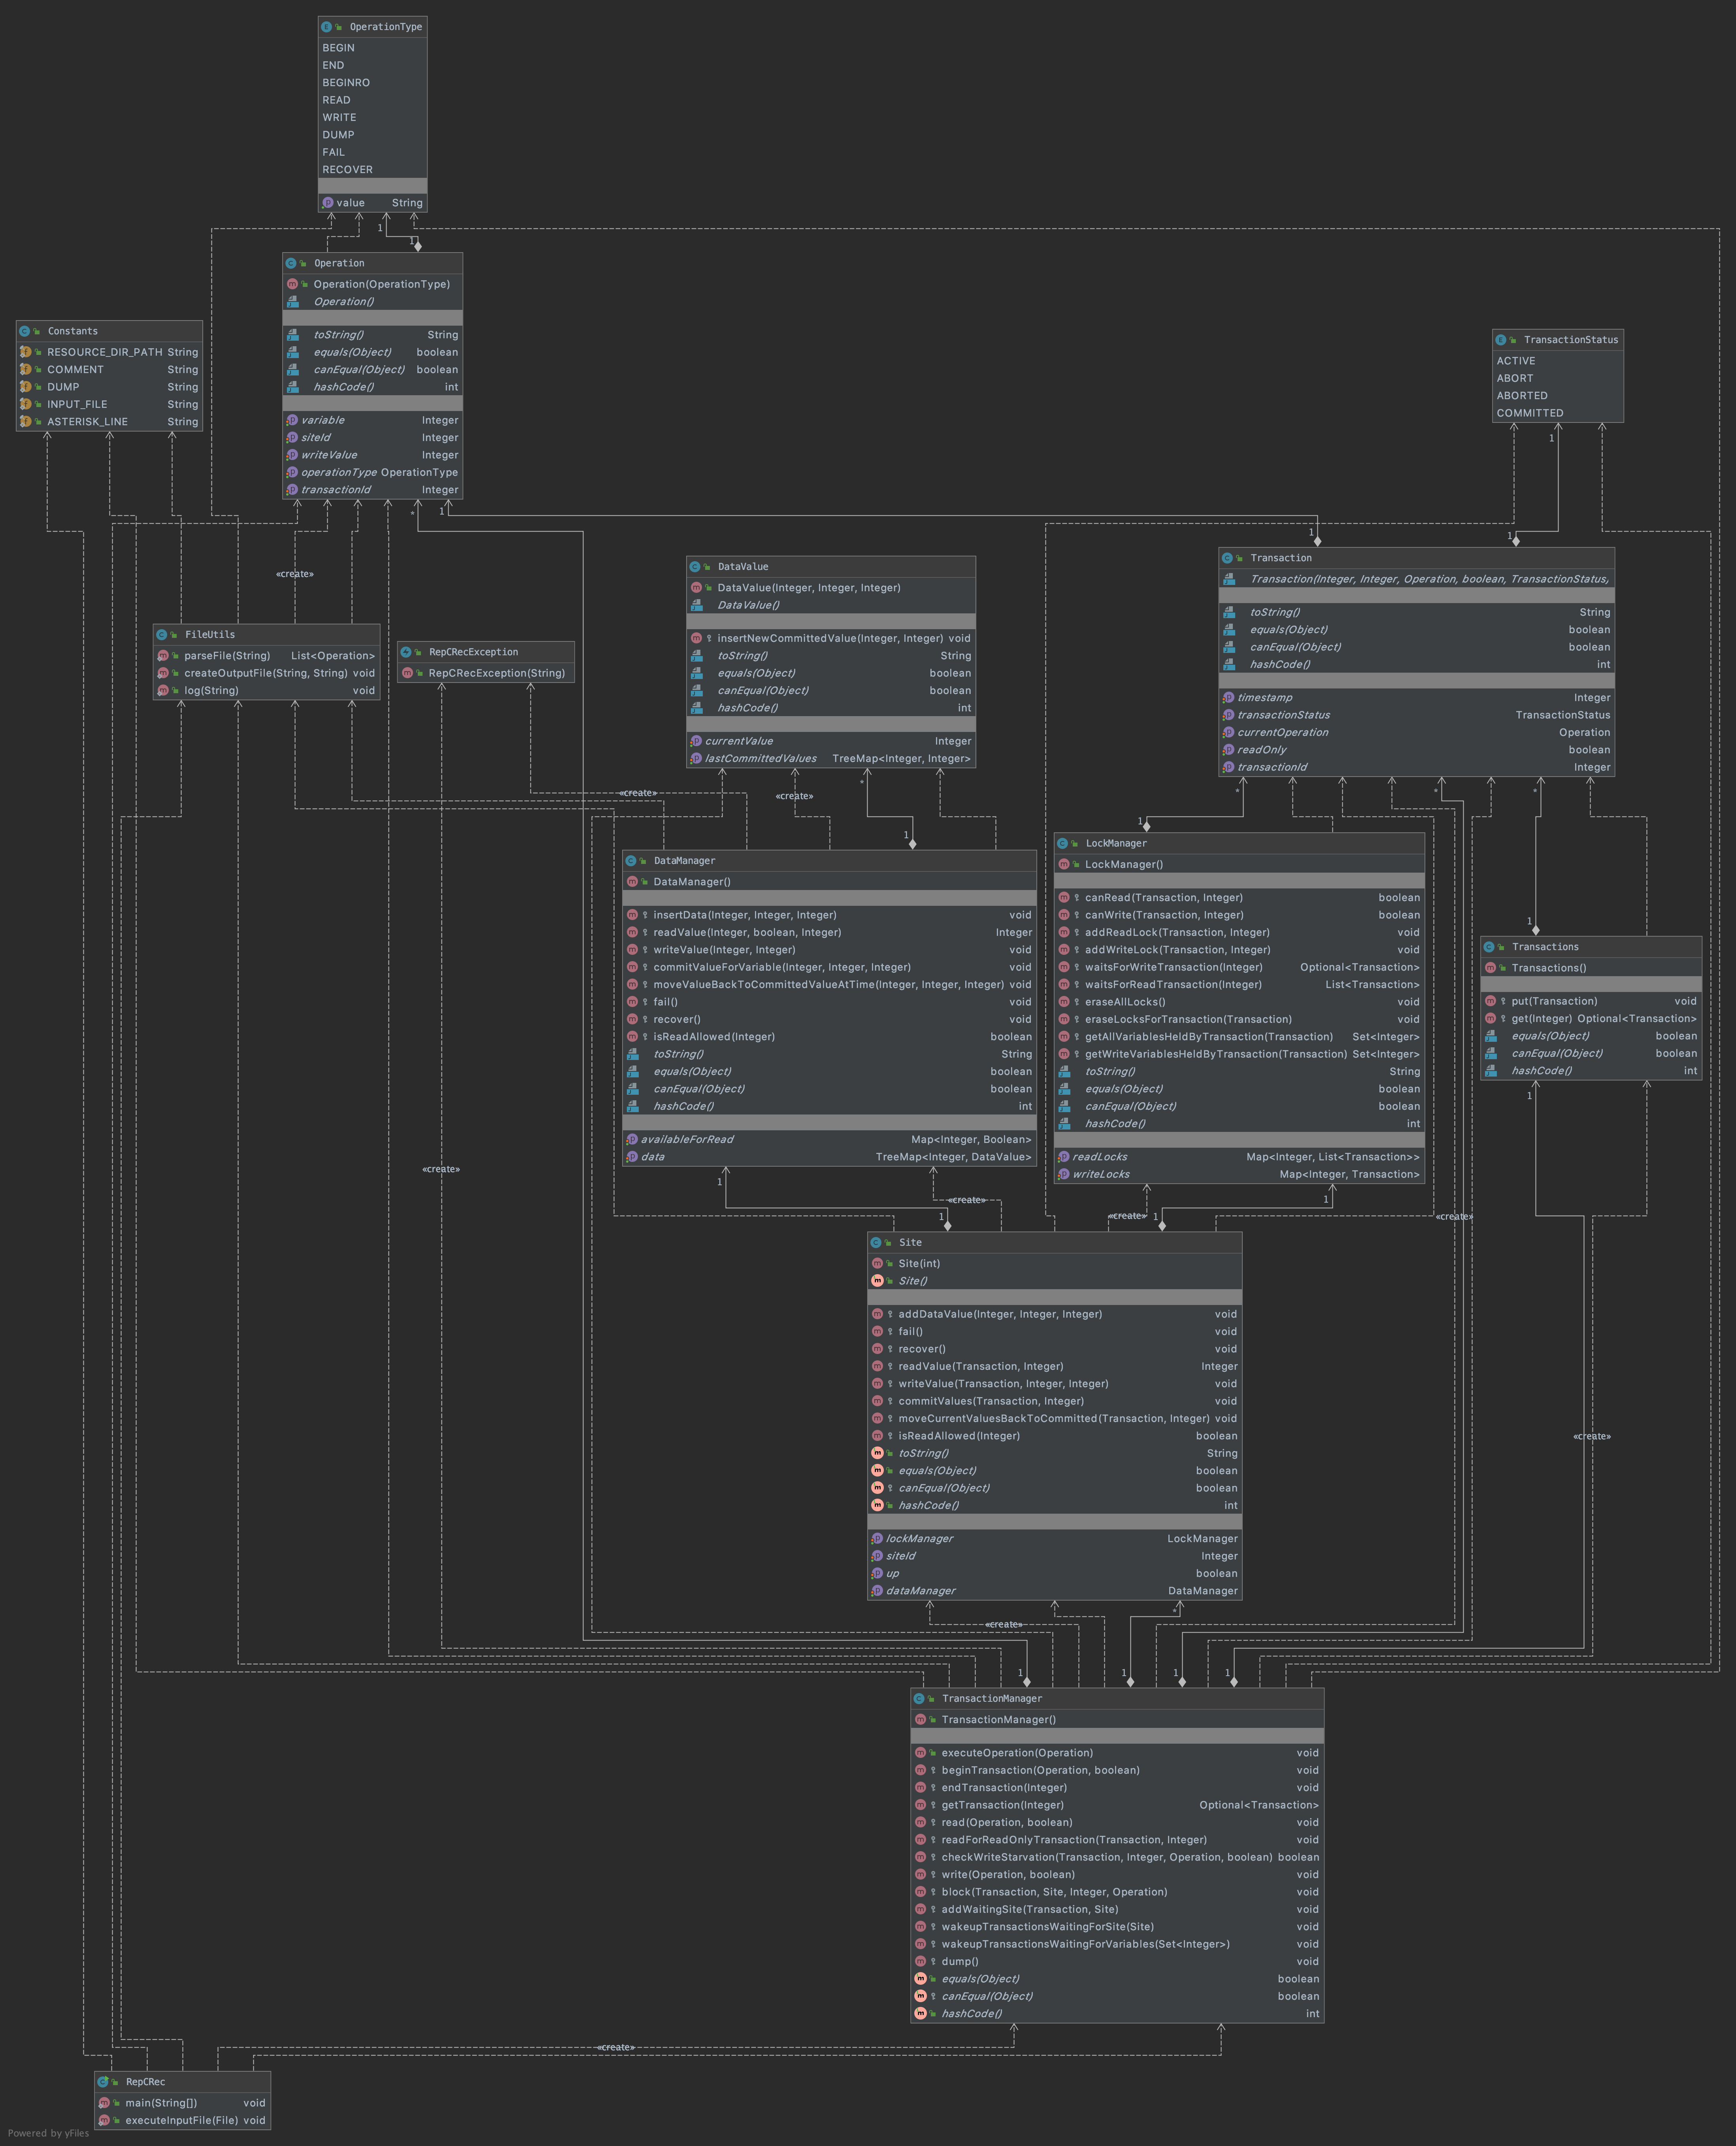 OperationType
BEGIN
END
BEGINRO
READ
WRITE
DUMP
FAIL
RECOVER
value String
1
1
Operation
Operation(OperationType)
Operation()
toString() String
equals(Object) boolean
canEqual(Object) boolean
hashCode() int
variable Integer
siteId Integer
writeValue Integer
operationType OperationType
transactionId Integer
* 1
Constants
RESOURCE_DIR_PATH String
COMMENT String
DUMP String
INPUT_FILE String
ASTERISK_LINE String
TransactionStatus
ACTIVE
ABORT
ABORTED
COMMITTED
1
1
1
Transaction
Transaction(Integer, Integer, Operation, boolean, TransactionStatus,
toString() String
equals(Object) boolean
canEqual(Object) boolean
hashCode() int
timestamp Integer
transactionStatus TransactionStatus
currentOperation Operation
readOnly boolean
transactionId Integer
* * *
«create»
FileUtils
parseFile(String) List<Operation>
createOutputFile(String, String) void
log(String) void
RepCRecException
RepCRecException(String)
DataValue
DataValue(Integer, Integer, Integer)
DataValue()
insertNewCommittedValue(Integer, Integer) void
toString() String
equals(Object) boolean
canEqual(Object) boolean
hashCode() int
currentValue Integer
lastCommittedValues TreeMap<Integer, Integer>
*
«create»
«create»
1
DataManager
DataManager()
insertData(Integer, Integer, Integer) void
readValue(Integer, boolean, Integer) Integer
writeValue(Integer, Integer) void
commitValueForVariable(Integer, Integer, Integer) void
moveValueBackToCommittedValueAtTime(Integer, Integer, Integer) void
fail() void
recover() void
isReadAllowed(Integer) boolean
toString() String
equals(Object) boolean
canEqual(Object) boolean
hashCode() int
availableForRead Map<Integer, Boolean>
data TreeMap<Integer, DataValue>
1
1
LockManager
LockManager()
canRead(Transaction, Integer) boolean
canWrite(Transaction, Integer) boolean
addReadLock(Transaction, Integer) void
addWriteLock(Transaction, Integer) void
waitsForWriteTransaction(Integer) Optional<Transaction>
waitsForReadTransaction(Integer) List<Transaction>
eraseAllLocks() void
eraseLocksForTransaction(Transaction) void
getAllVariablesHeldByTransaction(Transaction) Set<Integer>
getWriteVariablesHeldByTransaction(Transaction) Set<Integer>
toString() String
equals(Object) boolean
canEqual(Object) boolean
hashCode() int
readLocks Map<Integer, List<Transaction>>
writeLocks Map<Integer, Transaction>
1
1
Transactions
Transactions()
put(Transaction) void
get(Integer) Optional<Transaction>
equals(Object) boolean
canEqual(Object) boolean
hashCode() int
1
«create»
«create»
«create»
«create»
1
1
Site
Site(int)
Site()
addDataValue(Integer, Integer, Integer) void
fail() void
recover() void
readValue(Transaction, Integer) Integer
writeValue(Transaction, Integer, Integer) void
commitValues(Transaction, Integer) void
moveCurrentValuesBackToCommitted(Transaction, Integer) void
isReadAllowed(Integer) boolean
toString() String
equals(Object) boolean
canEqual(Object) boolean
hashCode() int
lockManager LockManager
siteId Integer
up boolean
dataManager DataManager
*
«create»
«create»
1 1 1 1
TransactionManager
TransactionManager()
executeOperation(Operation) void
beginTransaction(Operation, boolean) void
endTransaction(Integer) void
getTransaction(Integer) Optional<Transaction>
read(Operation, boolean) void
readForReadOnlyTransaction(Transaction, Integer) void
checkWriteStarvation(Transaction, Integer, Operation, boolean) boolean
write(Operation, boolean) void
block(Transaction, Site, Integer, Operation) void
addWaitingSite(Transaction, Site) void
wakeupTransactionsWaitingForSite(Site) void
wakeupTransactionsWaitingForVariables(Set<Integer>) void
dump() void
equals(Object) boolean
canEqual(Object) boolean
hashCode() int
«create»
RepCRec
main(String[]) void
executeInputFile(File) void
Powered by yFiles